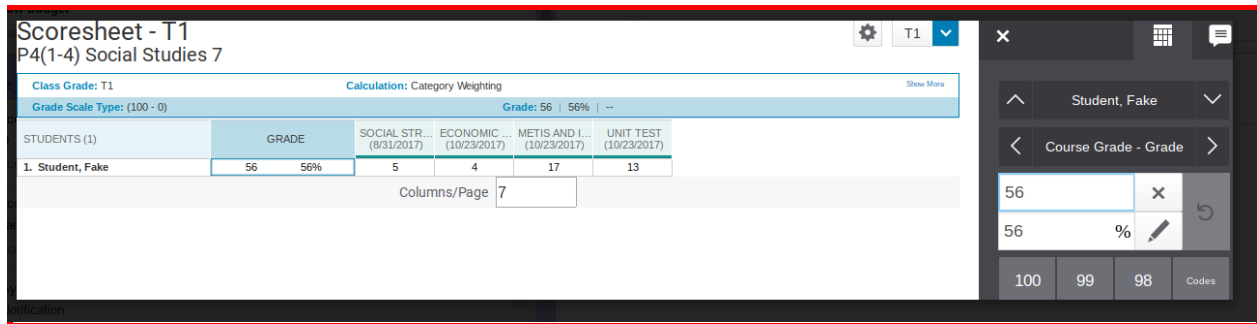 Scoresheet - T1
T1
P4(1-4) Social Studies 7
Class Grade: T1 Calculation: Category Weighting Show More
Grade Scale Type: (100 - 0) Grade: 56 | 56% | --
STUDENTS (1) GRADE SOCIAL STR... (8/31/2017) ECONOMIC ... (10/23/2017) METIS AND I... (10/23/2017) UNIT TEST (10/23/2017)
1. Student, Fake 56 56% 5 4 17 13
Columns/Page 7
Student, Fake
Course Grade - Grade
56
56 %
100 99 98 Codes